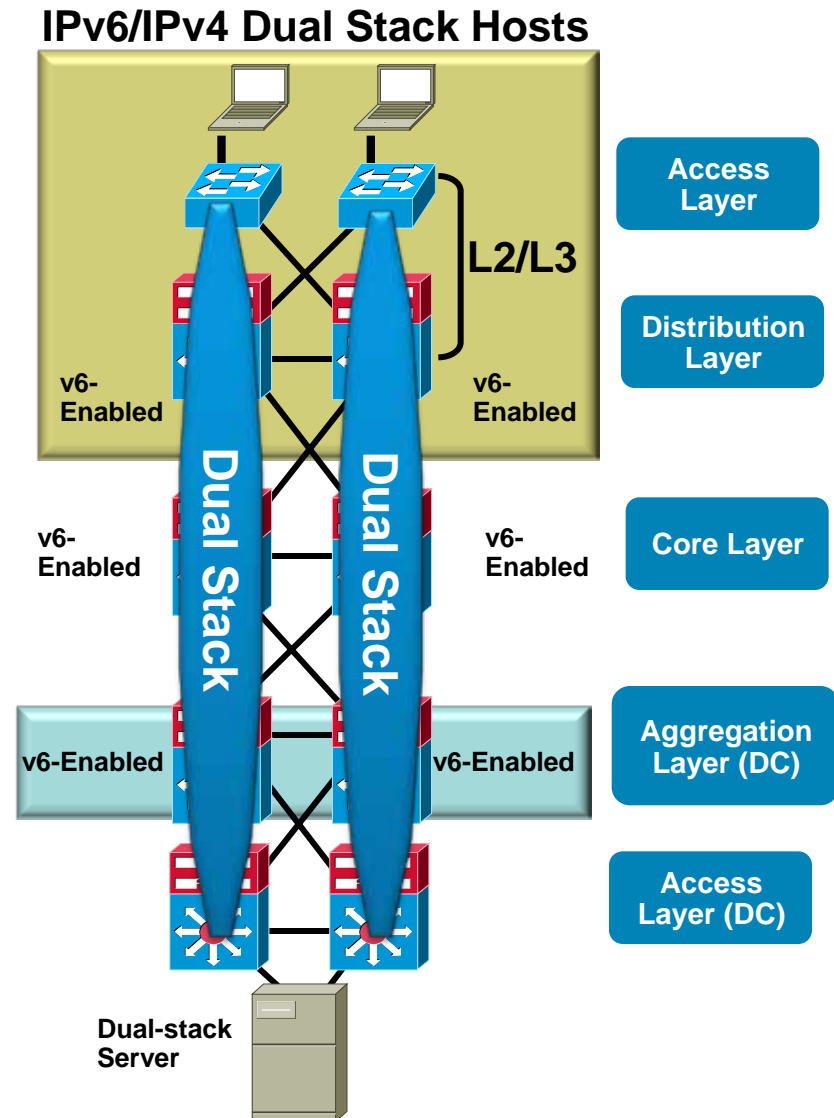 IPv6/IPv4 Dual Stack Hosts
Access
Layer
L2/L3
Distribution
Layer
v6-
Enabled
v6-
Enabled
Dual Stack
Dual Stack
v6-
Enabled
v6-
Enabled
Core Layer
v6-Enabled
v6-Enabled
Aggregation
Layer (DC)
Access
Layer (DC)
Dual-stack
Server